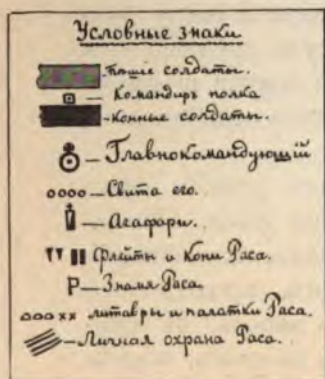 Условные знаки
- пѣшіе солдаты.
- Командиръ полка
- Конные солдаты.
- Главнокомандующій
- Свита его.
- Агафари.
Флейты и Кони Раса.
Р - Знамя Раса
литавры и палатки Раса.
- Личная охрана Раса.